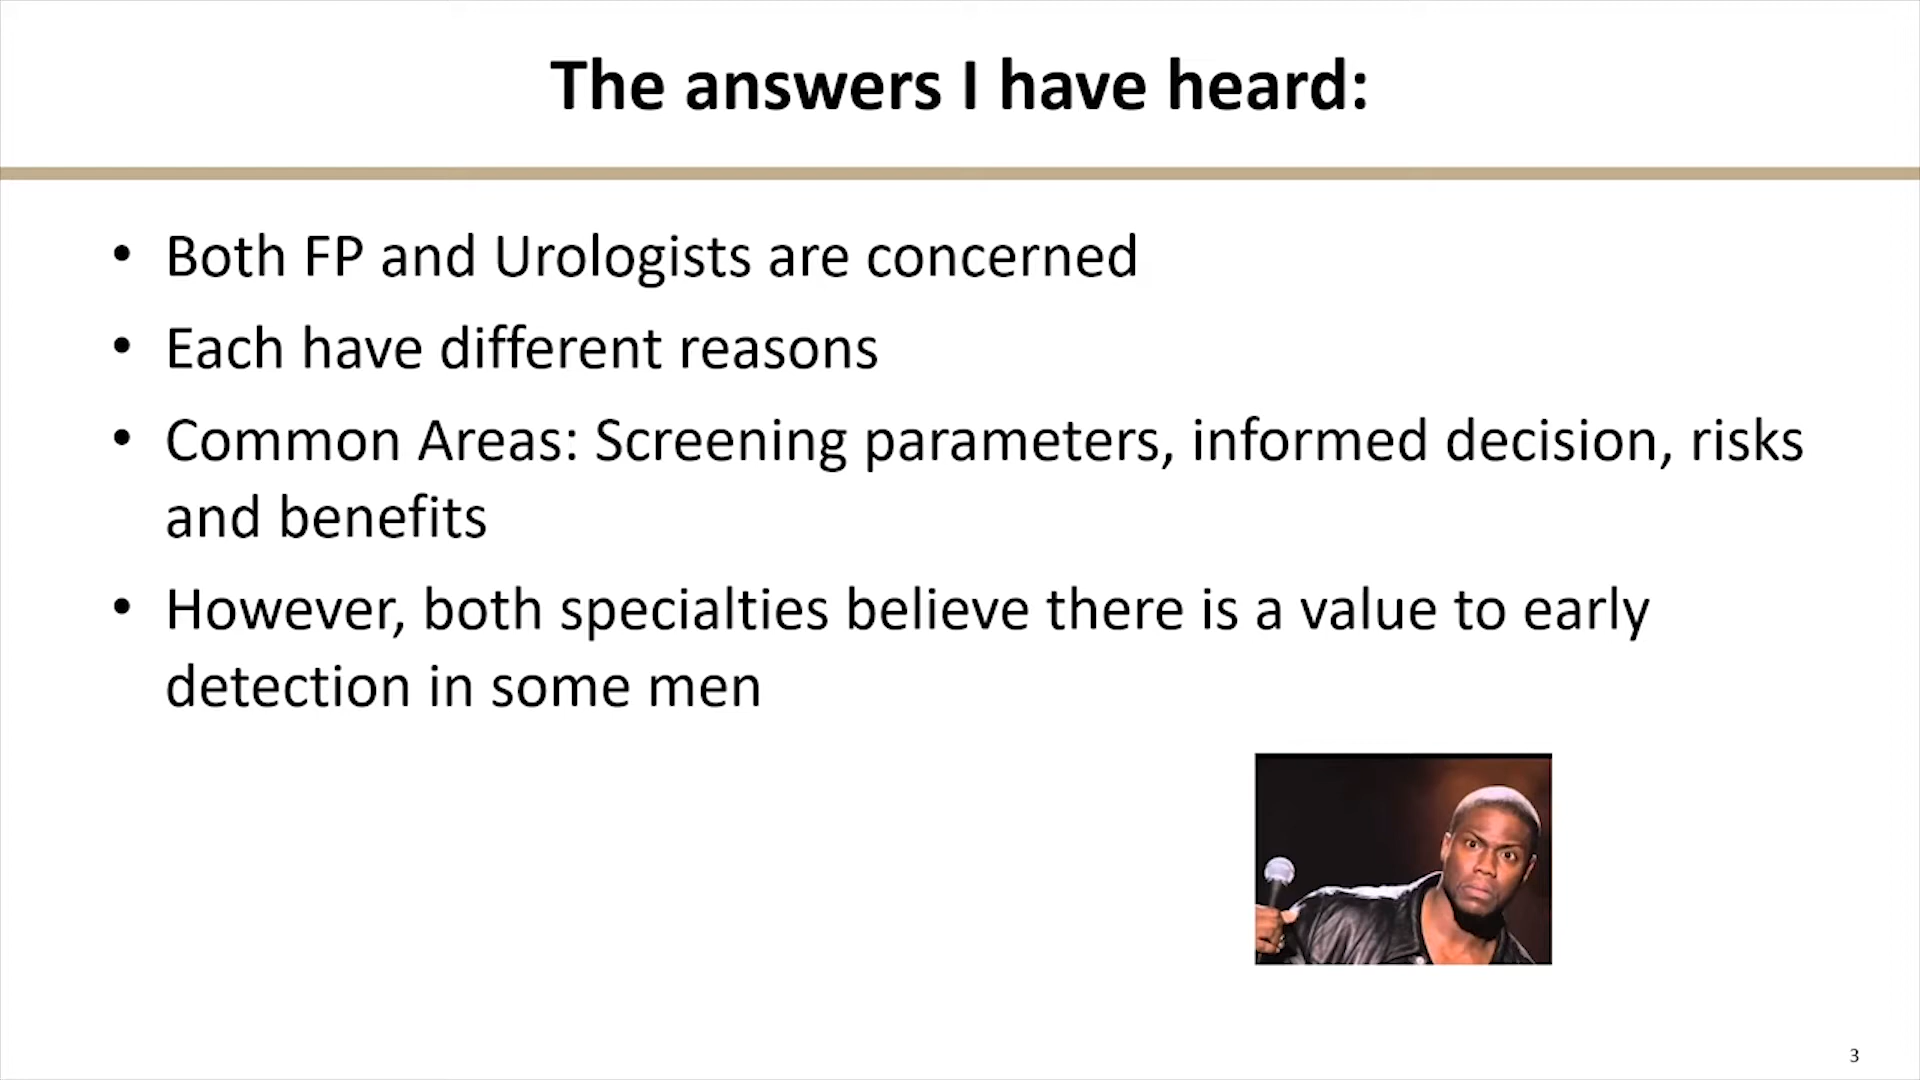 The answers I have heard:
• Both FP and Urologists are concerned
• Each have different reasons
• Common Areas: Screening parameters, informed decision, risks
and benefits
• However, both specialties believe there is a value to early
detection in some men
3